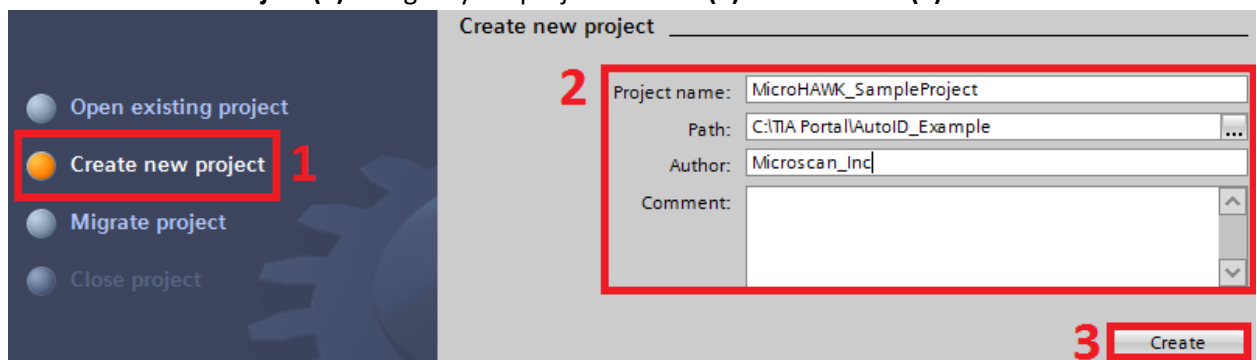 Create new project
2
Project name: MicroHAWK_SampleProject
Open existing project
Path: C:\TIA Portal\AutoID_Example ...
Create new project 1
Author: Microscan_Inc
Comment:
Migrate project
Close project
3 Create